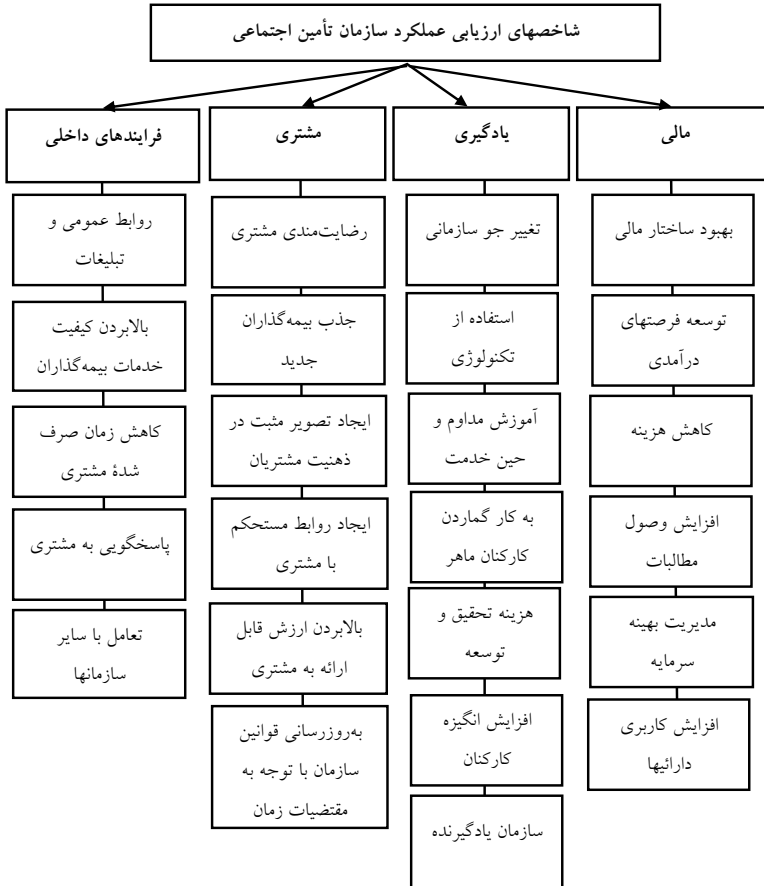 شاخصهای ارزیابی عملکرد سازمان تأمین اجتماعی
مالی
بهبود ساختار مالی
توسعه فرصتهای
درآمدی
کاهش هزینه
افزایش وصول
مطالبات
مدیریت بهینه
سرمایه
افزایش کاربری
دارائیها
یادگیری
تغییر جو سازمانی
استفاده از
تکنولوژی
آموزش مداوم و
حین خدمت
به کار گماردن
کارکنان ماهر
هزینه تحقیق و
توسعه
افزایش انگیزه
کارکنان
سازمان یادگیرنده
مشتری
رضایت‌مندی مشتری
جذب بیمه‌گذاران
جدید
ایجاد تصویر مثبت در
ذهنیت مشتریان
ایجاد روابط مستحکم
با مشتری
بالابردن ارزش قابل
ارائه به مشتری
به‌روزرسانی قوانین
سازمان با توجه به
مقتضیات زمان
فرایندهای داخلی
روابط عمومی و
تبلیغات
بالابردن کیفیت
خدمات بیمه‌گذاران
کاهش زمان صرف
شدۀ مشتری
پاسخگویی به مشتری
تعامل با سایر
سازمانها